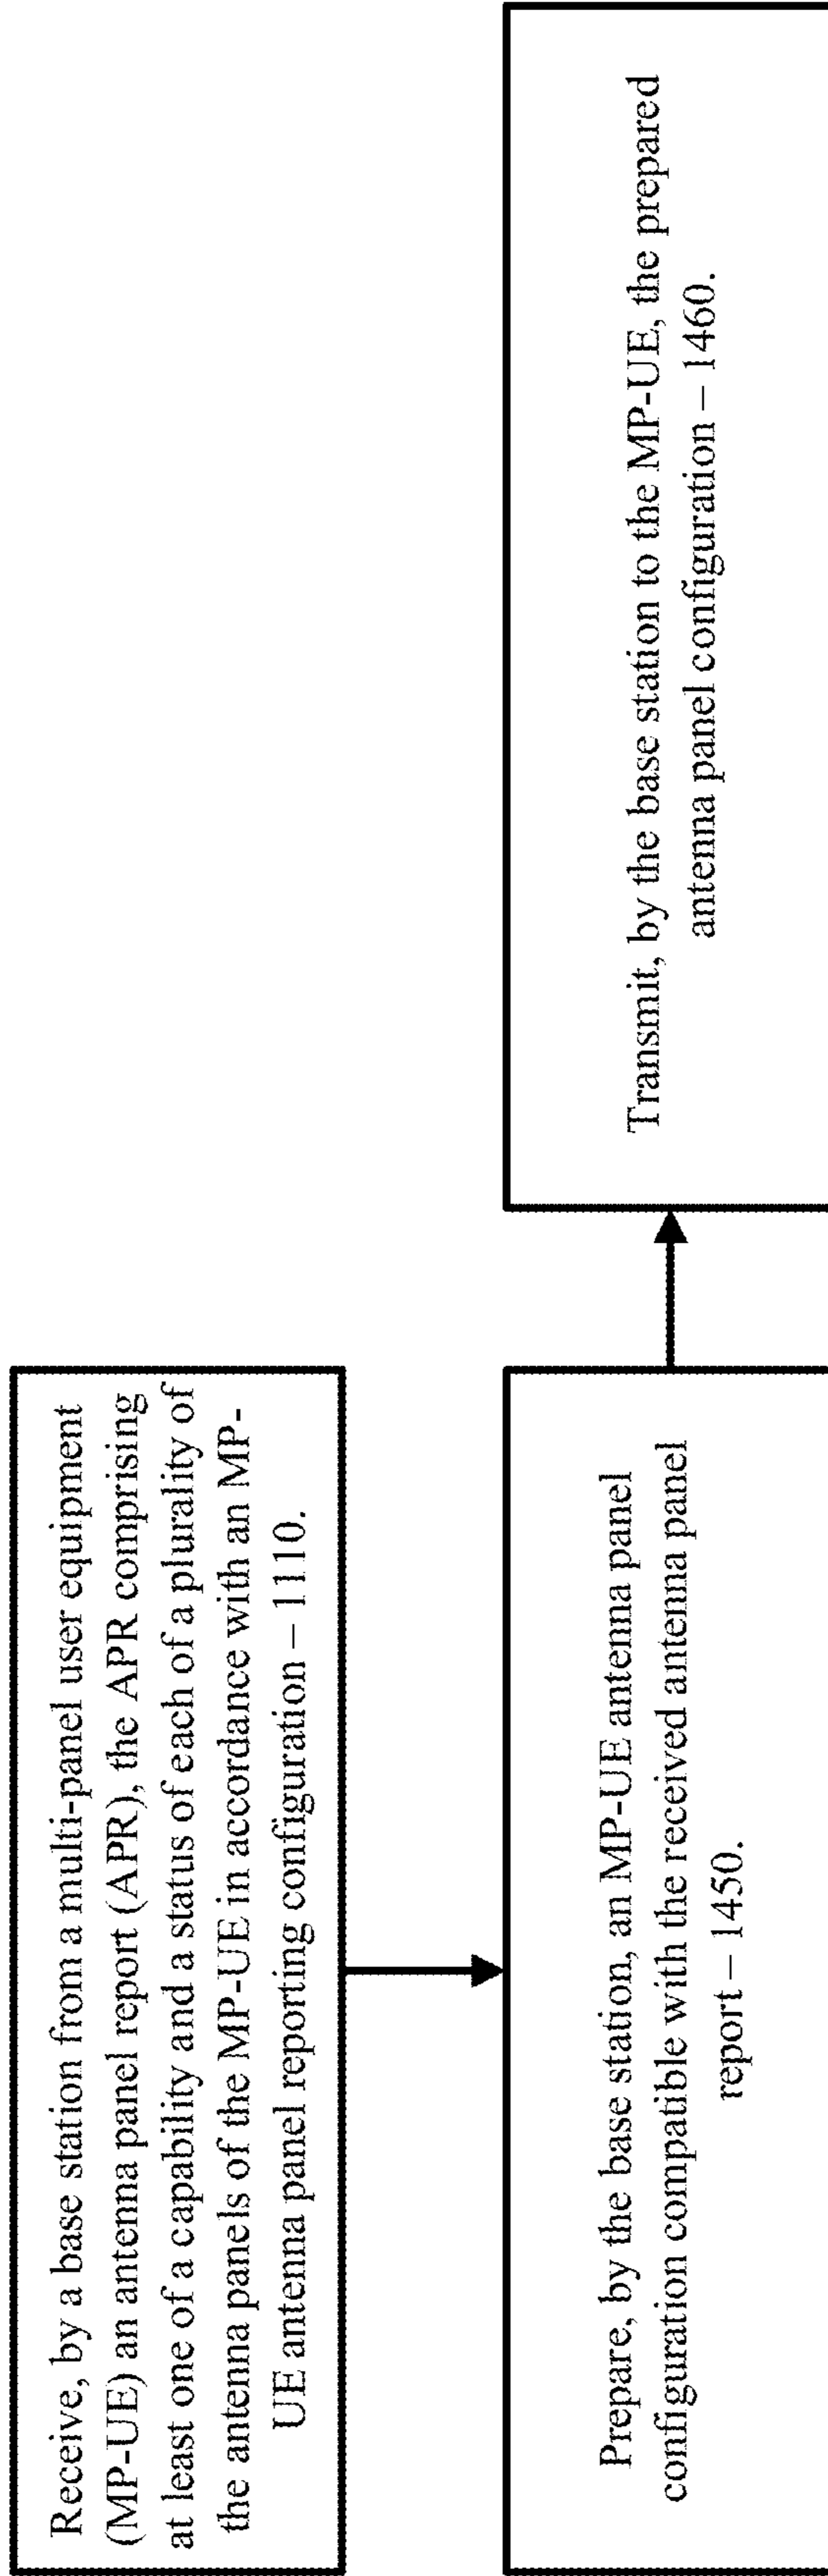 Receive, by a base station from a multi-panel user equipment
(MP-UE) an antenna panel report (APR), the APR comprising
at least one of a capability and a status of each of a plurality of
the antenna panels of the MP-UE in accordance with an MP-
UE antenna panel reporting configuration – 1110.
Prepare, by the base station, an MP-UE antenna panel
configuration compatible with the received antenna panel
report – 1450.
Transmit, by the base station to the MP-UE, the prepared
antenna panel configuration – 1460.